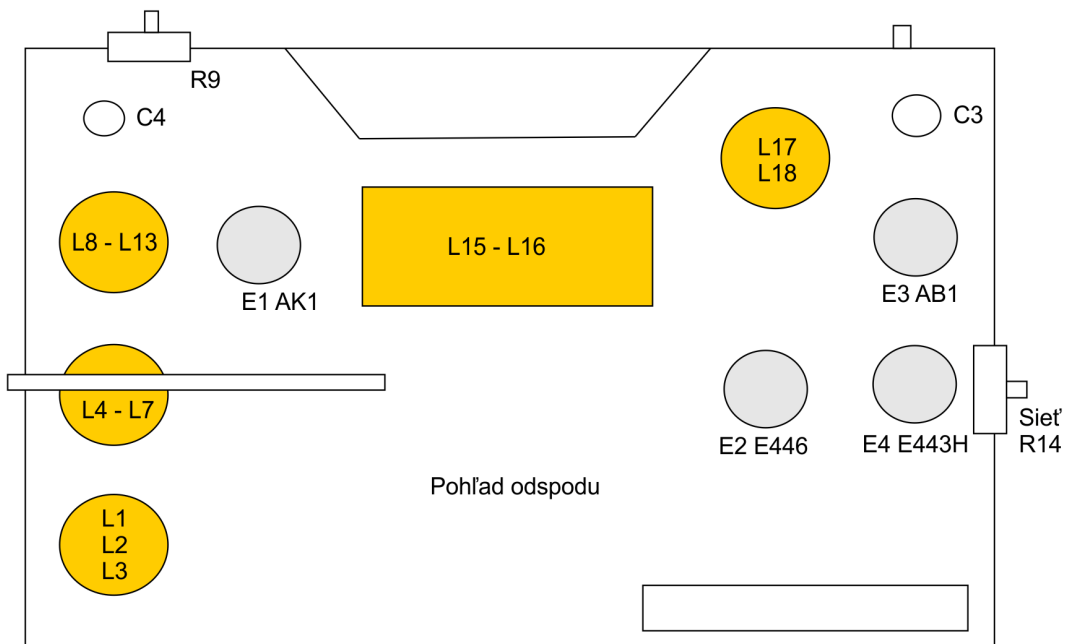 R9
C4
C3
L17
L18
L8 - L13
L15 - L16
E1 AK1
E3 AB1
L4 - L7
E2 E446
E4 E443H
Sieť
R14
Pohľad odspodu
L1
L2
L3